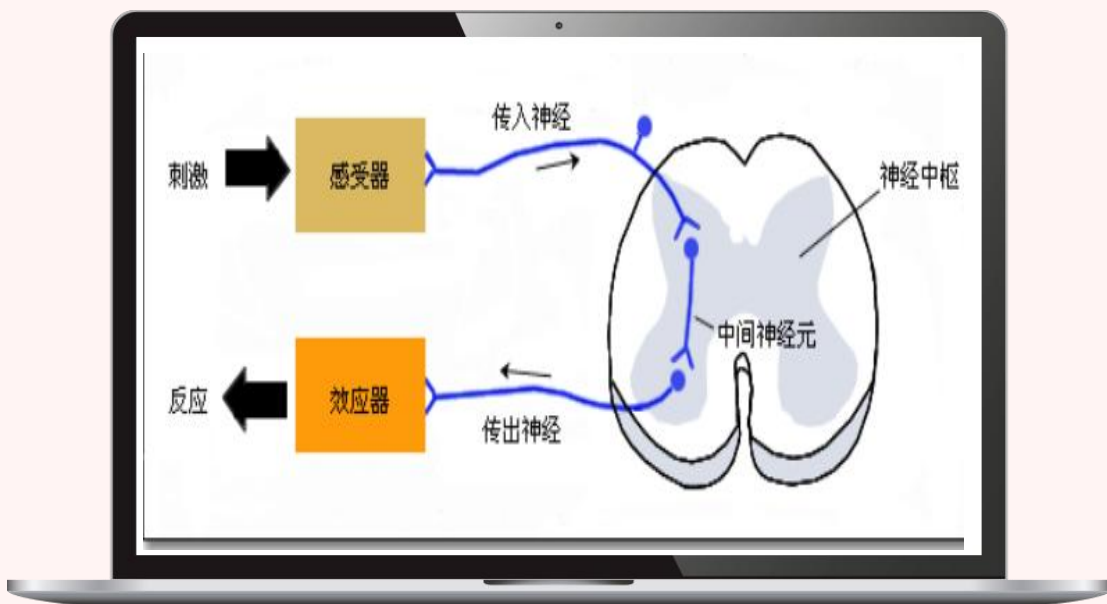 传入神经
刺激
感受器
神经中枢
中间神经元
反应
效应器
传出神经